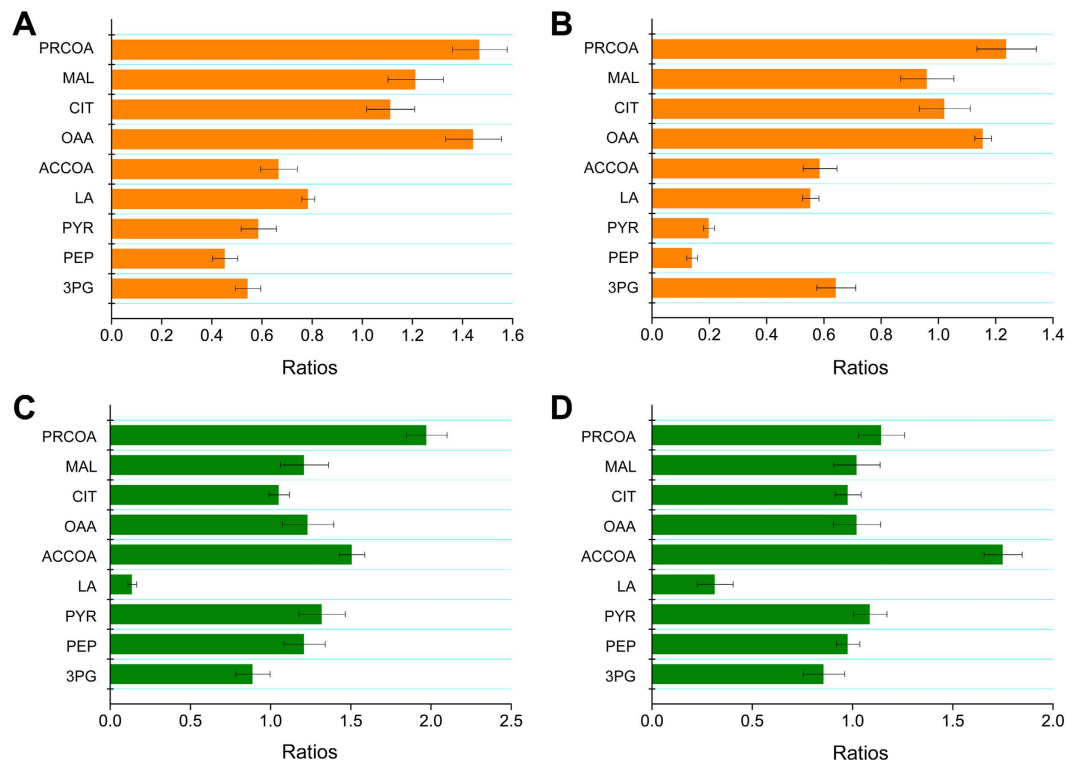 A
PRCOA
MAL
CIT
OAA
ACCOA
LA
PYR
PEP
3PG
0.0 0.2 0.4 0.6 0.8 1.0 1.2 1.4 1.6
Ratios
B
PRCOA
MAL
CIT
OAA
ACCOA
LA
PYR
PEP
3PG
0.0 0.2 0.4 0.6 0.8 1.0 1.2 1.4
Ratios
C
PRCOA
MAL
CIT
OAA
ACCOA
LA
PYR
PEP
3PG
0.0 0.5 1.0 1.5 2.0 2.5
Ratios
D
PRCOA
MAL
CIT
OAA
ACCOA
LA
PYR
PEP
3PG
0.0 0.5 1.0 1.5 2.0
Ratios